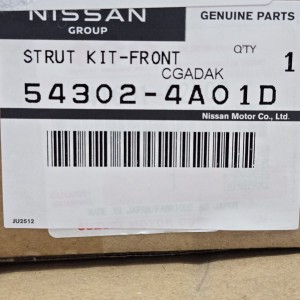 NISSAN GENUINE PARTS
GROUP
STRUT KIT-FRONT Q'TY 1
CGADAK
54302-4A01D
Nissan Motor Co., Ltd.
JU2512